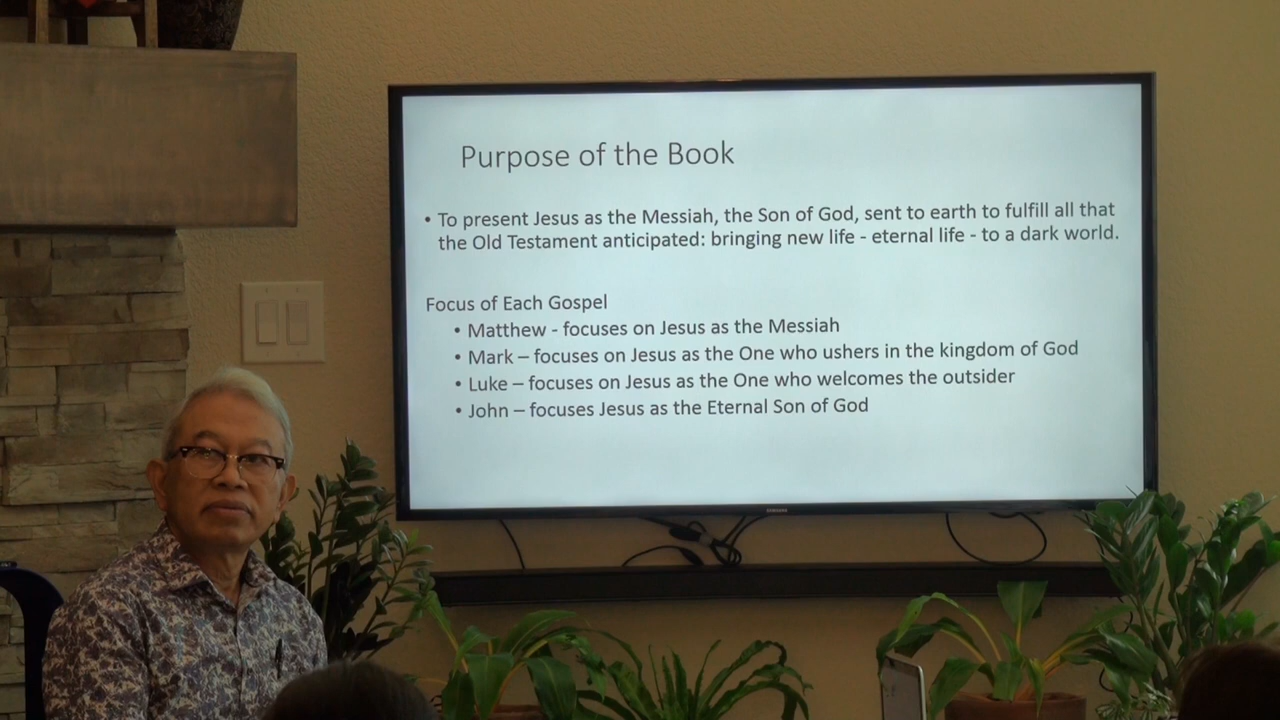 Purpose of the Book
• To present Jesus as the Messiah, the Son of God, sent to earth to fulfill all that
the Old Testament anticipated: bringing new life - eternal life - to a dark world.
Focus of Each Gospel
• Matthew - focuses on Jesus as the Messiah
• Mark – focuses on Jesus as the One who ushers in the kingdom of God
• Luke – focuses on Jesus as the One who welcomes the outsider
• John – focuses Jesus as the Eternal Son of God
SAMSUNG